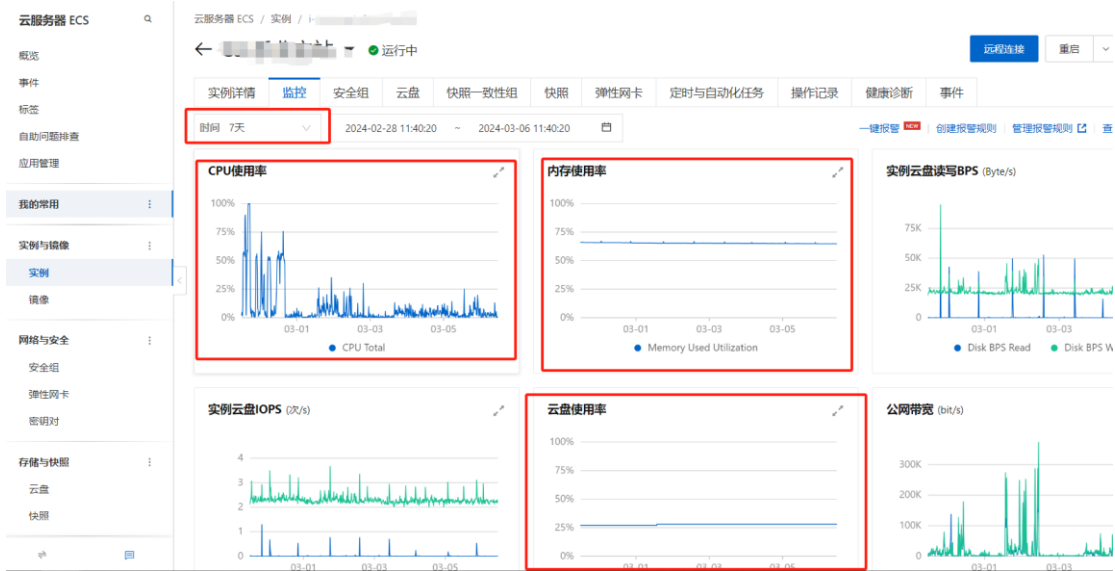 云服务器 ECS
概览
事件
标签
自助问题排查
应用管理
我的常用
实例与镜像
实例
镜像
网络与安全
安全组
弹性网卡
密钥对
存储与快照
云盘
快照
云服务器 ECS / 实例 / i-
运行中
远程连接 重启
实例详情 监控 安全组 云盘 快照一致性组 快照 弹性网卡 定时与自动化任务 操作记录 健康诊断 事件
时间 7天 2024-02-28 11:40:20 ~ 2024-03-06 11:40:20
一键报警 NEW 创建报警规则 管理报警规则 查
CPU使用率
100%
75%
50%
25%
0%
03-01 03-03 03-05
CPU Total
内存使用率
100%
75%
50%
25%
0%
03-01 03-03 03-05
Memory Used Utilization
实例云盘读写BPS (Byte/s)
75K
50K
25K
0
03-01 03-03
Disk BPS Read Disk BPS W
实例云盘IOPS (次/s)
4
3
2
1
0
03-01 03-03 03-05
云盘使用率
100%
75%
50%
25%
0%
03-01 03-03 03-05
公网带宽 (bit/s)
300K
200K
100K
0
03-01 03-03